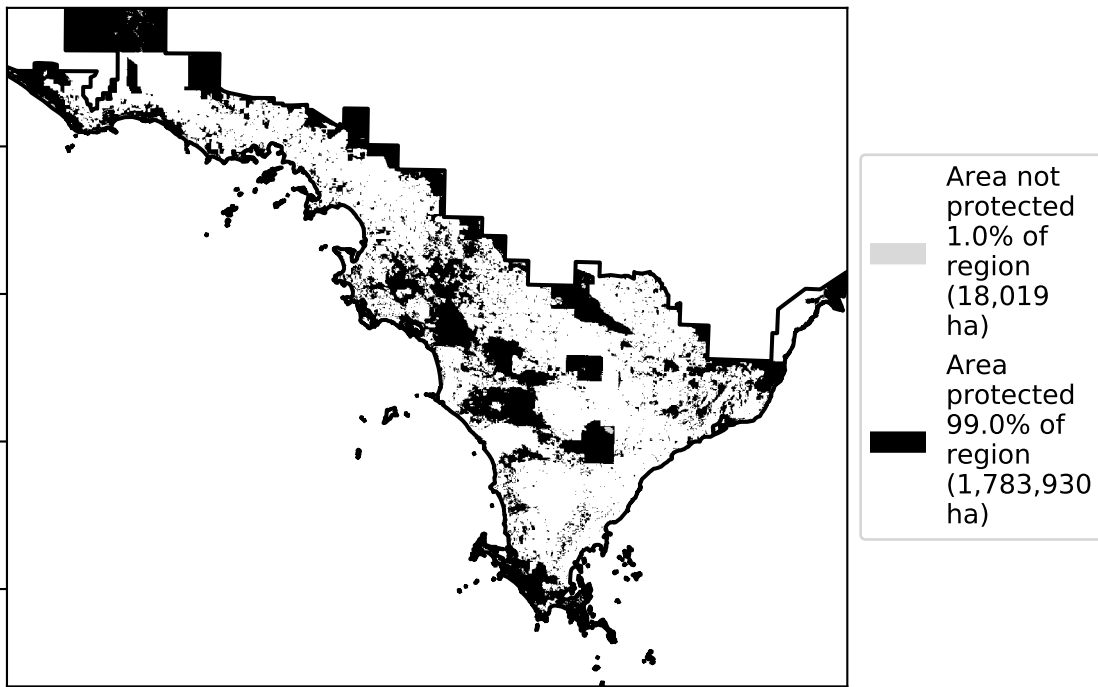 Area not
protected
1.0% of
region
(18,019
ha)
Area
protected
99.0% of
region
(1,783,930
ha)